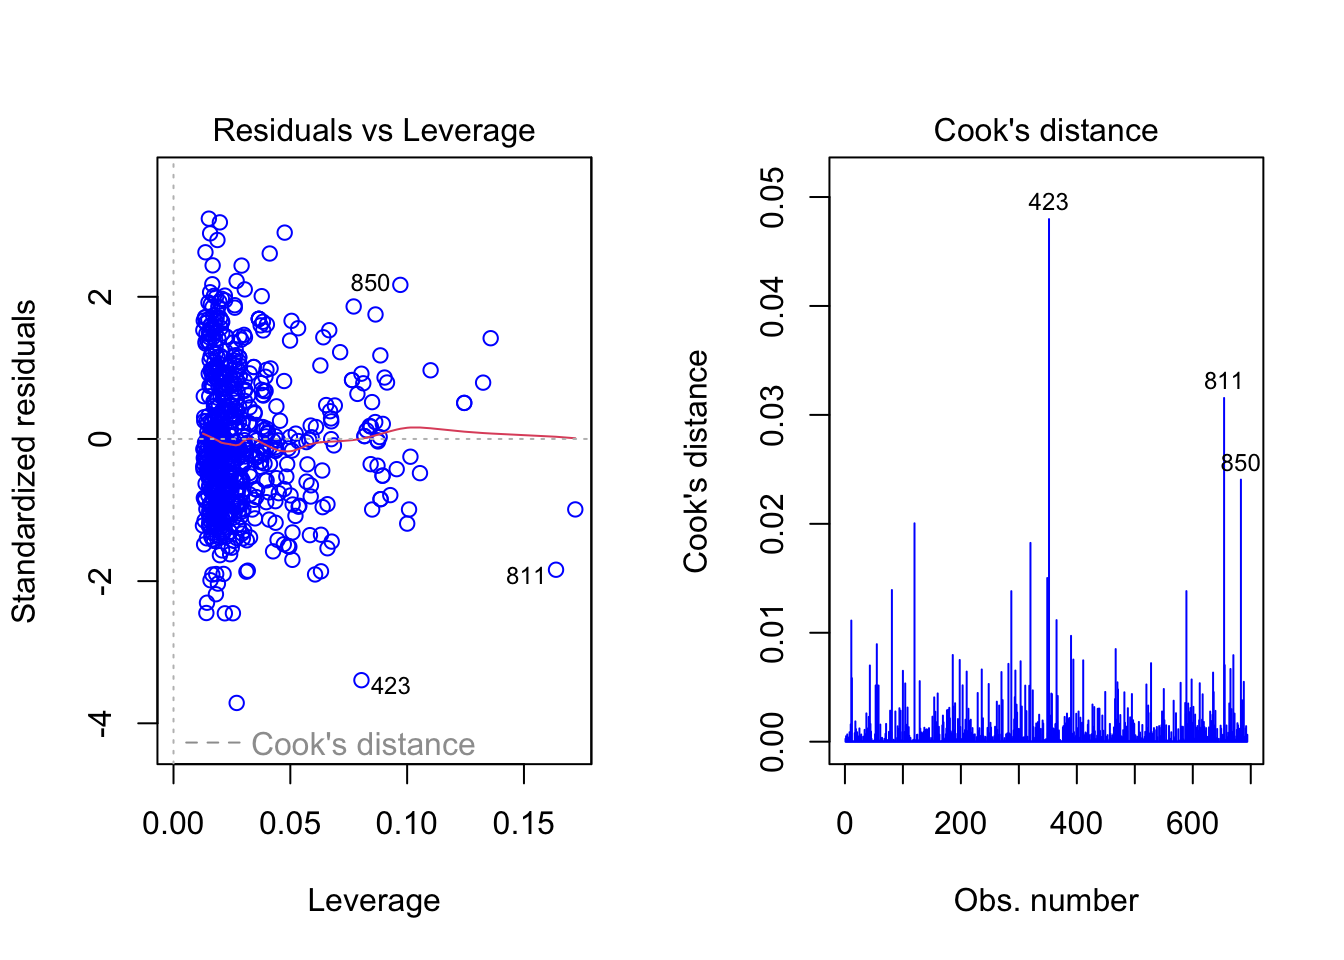 Residuals vs Leverage
Standardized residuals
2
0
-2
-4
850
811
423
Cook's distance
0.00 0.05 0.10 0.15
Leverage
Cook's distance
Cook's distance
0.05
0.04
0.03
0.02
0.01
0.00
423
811
850
0 200 400 600
Obs. number